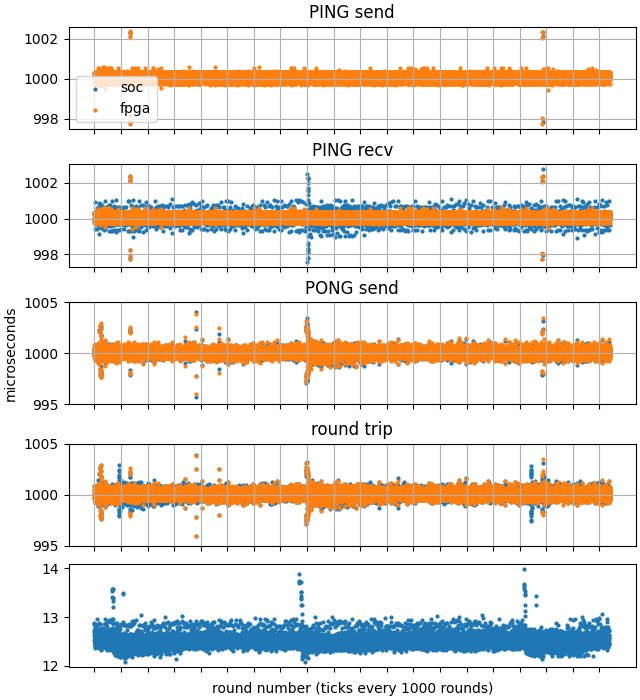 PING send
1002
1000
998
soc
fpga
PING recv
1002
1000
998
PONG send
1005
1000
995
microseconds
round trip
1005
1000
995
14
13
12
round number (ticks every 1000 rounds)